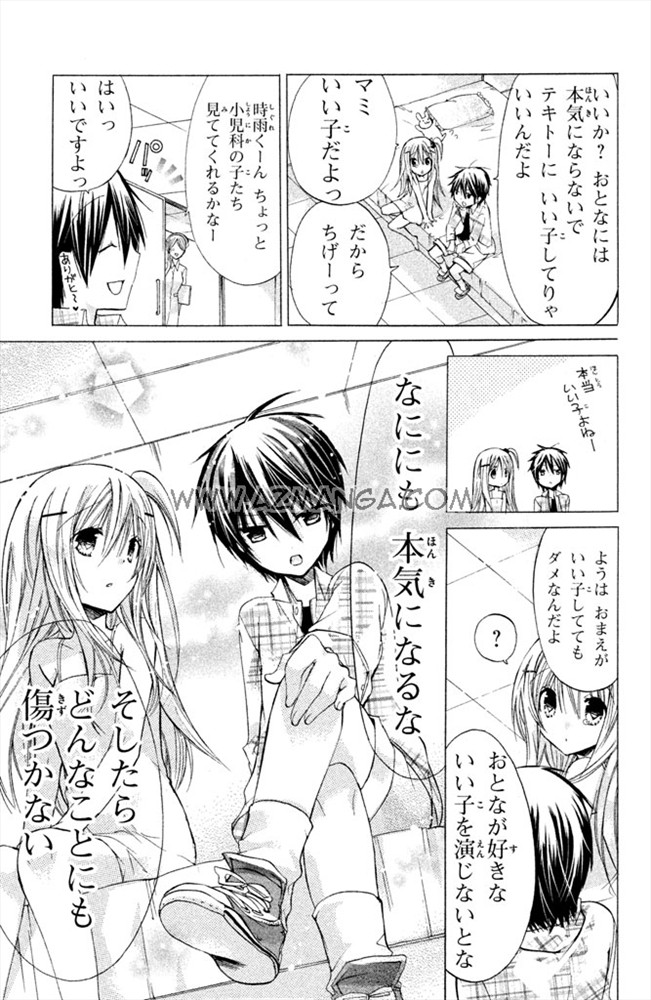 いいか？おとなには
本気にならないで
テキトーに いい子してりゃ
いいんだよ
マミ
いい子だよっ
だから
ちげーって
時雨くーん ちょっと
小児科の子たち
見ててくれるかなー
はいっ
いいですよっ
パッ
ありがと〜♥
本当
いい子よねー
ようは おまえが
いい子してても
ダメなんだよ
？
おとなが好きな
いい子を演じないとな
なににも
本気になるな
そしたら
どんなことにも
傷つかない
WWW.AZMANGA.COM